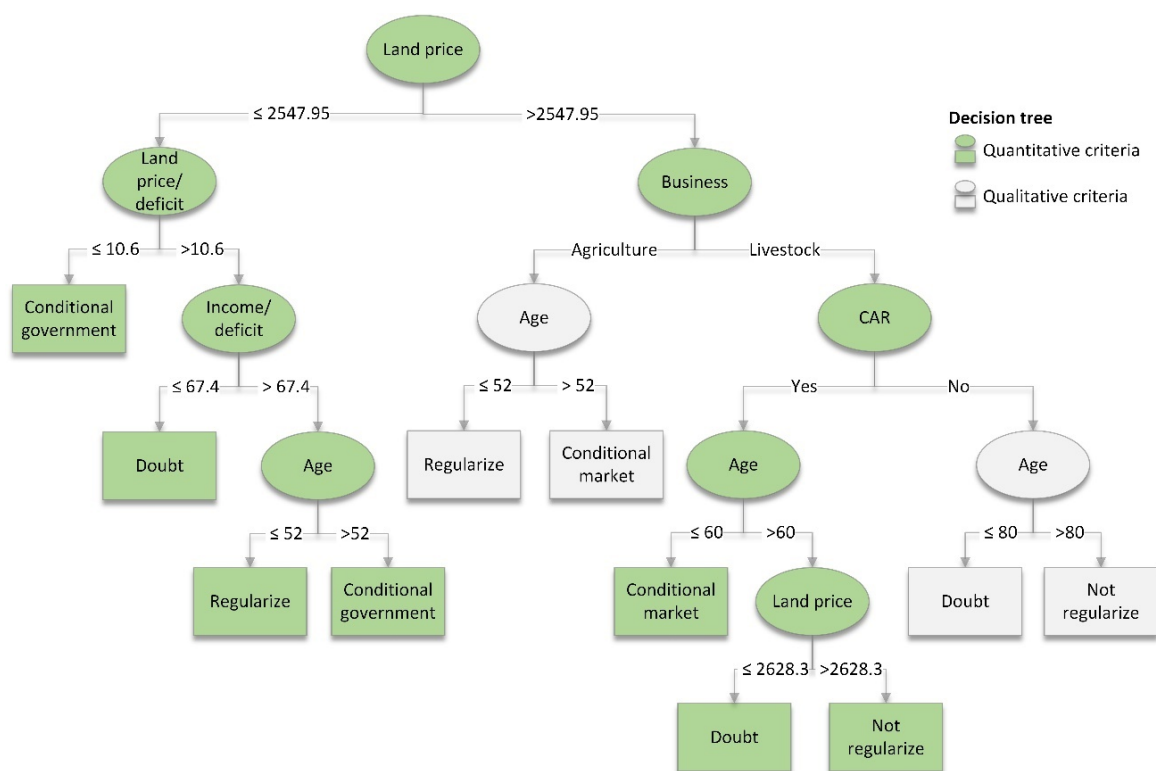 Land price
≤ 2547.95
>2547.95
Decision tree
Quantitative criteria
Qualitative criteria
Land
price/
deficit
Business
≤ 10.6
>10.6
Agriculture
Livestock
Conditional
government
Income/
deficit
Age
CAR
≤ 67.4
> 67.4
≤ 52
> 52
Yes
No
Doubt
Age
Regularize
Conditional
market
Age
Age
≤ 52
>52
≤ 60
>60
≤ 80
>80
Regularize
Conditional
government
Conditional
market
Land price
Doubt
Not
regularize
≤ 2628.3
>2628.3
Doubt
Not
regularize